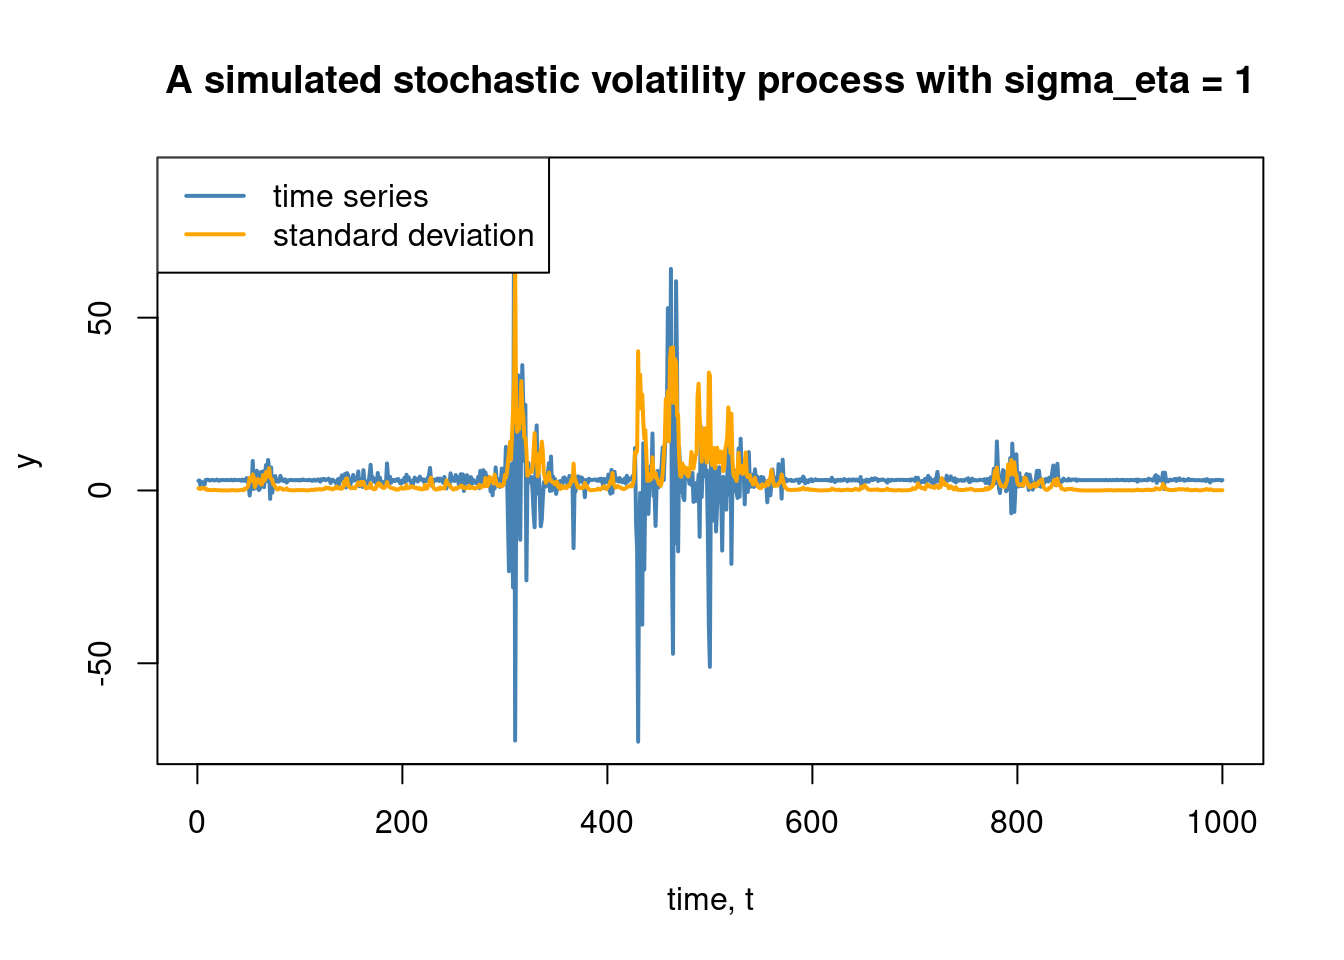 A simulated stochastic volatility process with sigma_eta = 1
time series
standard deviation
y
50
0
-50
0 200 400 600 800 1000
time, t